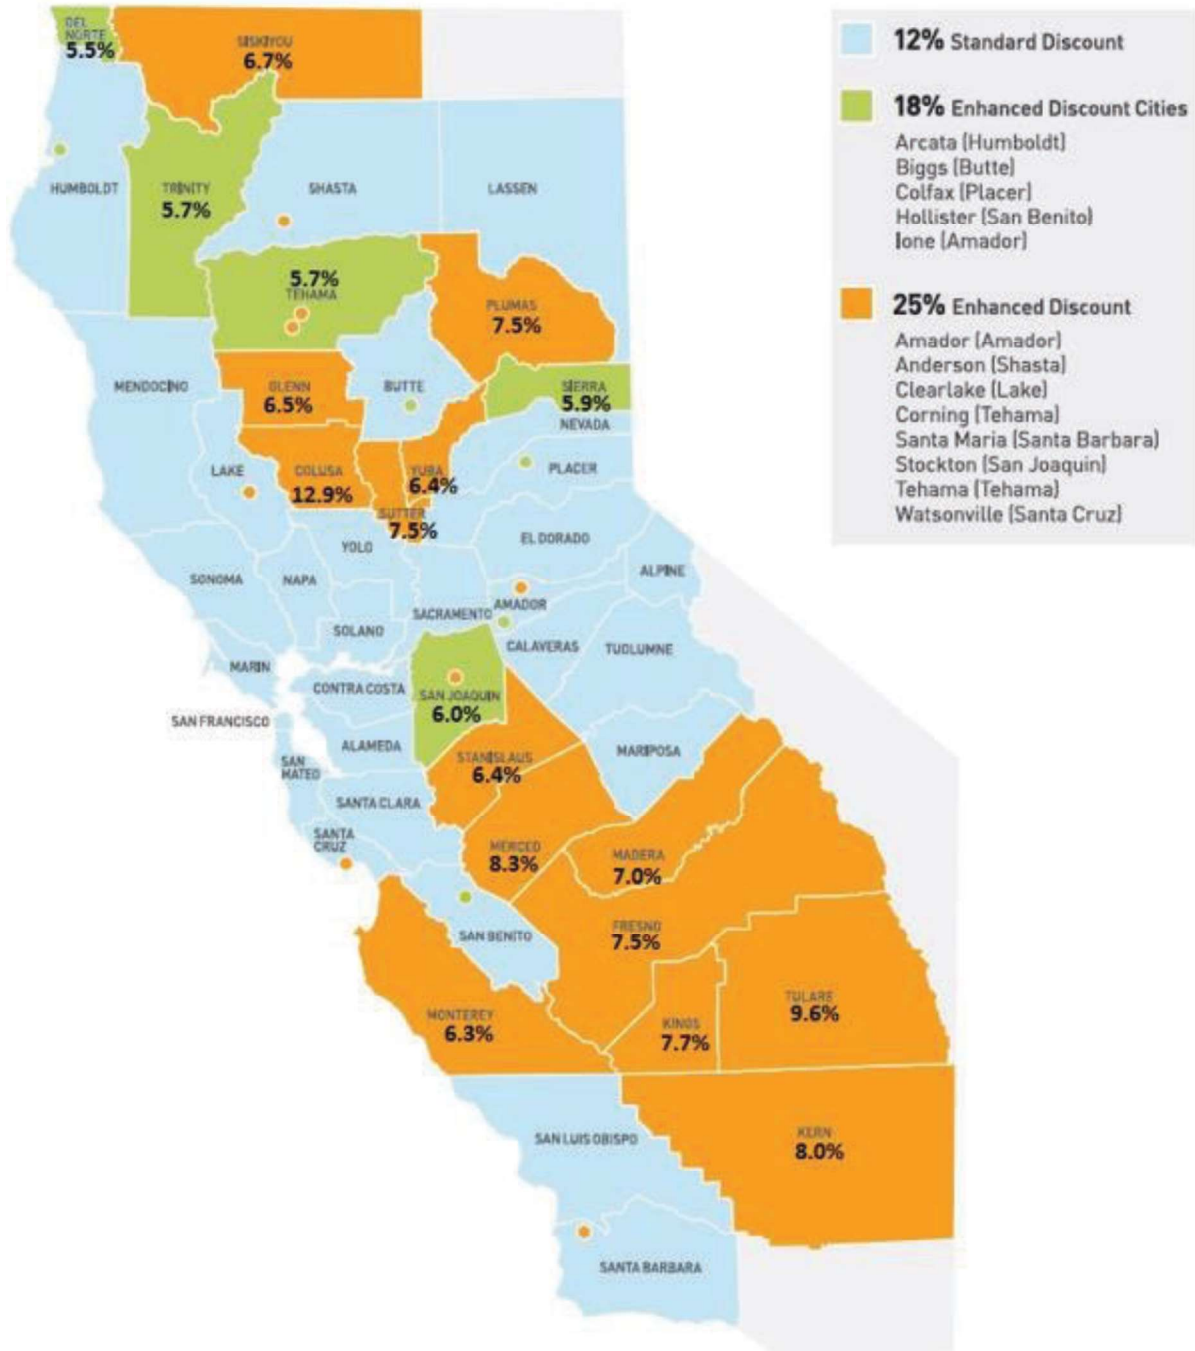 DEL
NORTE
5.5%
SISKIYOU
6.7%
HUMBOLDT
TRINITY
5.7%
SHASTA
LASSEN
5.7%
TEHAMA
PLUMAS
7.5%
MENDOCINO
GLENN
6.5%
BUTTE
SIERRA
5.9%
NEVADA
LAKE
COLUSA
12.9%
YUBA
6.4%
PLACER
SUTTER
7.5%
YOLO
EL DORADO
SONOMA
NAPA
ALPINE
SACRAMENTO
AMADOR
SOLANO
CALAVERAS
TUOLUMNE
MARIN
CONTRA COSTA
SAN JOAQUIN
6.0%
SAN FRANCISCO
ALAMEDA
STANISLAUS
6.4%
MARIPOSA
SAN
MATEO
SANTA CLARA
SANTA
CRUZ
MERCED
8.3%
MADERA
7.0%
SAN BENITO
FRESNO
7.5%
MONTEREY
6.3%
KINGS
7.7%
TULARE
9.6%
SAN LUIS OBISPO
KERN
8.0%
SANTA BARBARA
12% Standard Discount
18% Enhanced Discount Cities
Arcata (Humboldt)
Biggs (Butte)
Colfax (Placer)
Hollister (San Benito)
Ione (Amador)
25% Enhanced Discount
Amador (Amador)
Anderson (Shasta)
Clearlake (Lake)
Corning (Tehama)
Santa Maria (Santa Barbara)
Stockton (San Joaquin)
Tehama (Tehama)
Watsonville (Santa Cruz)